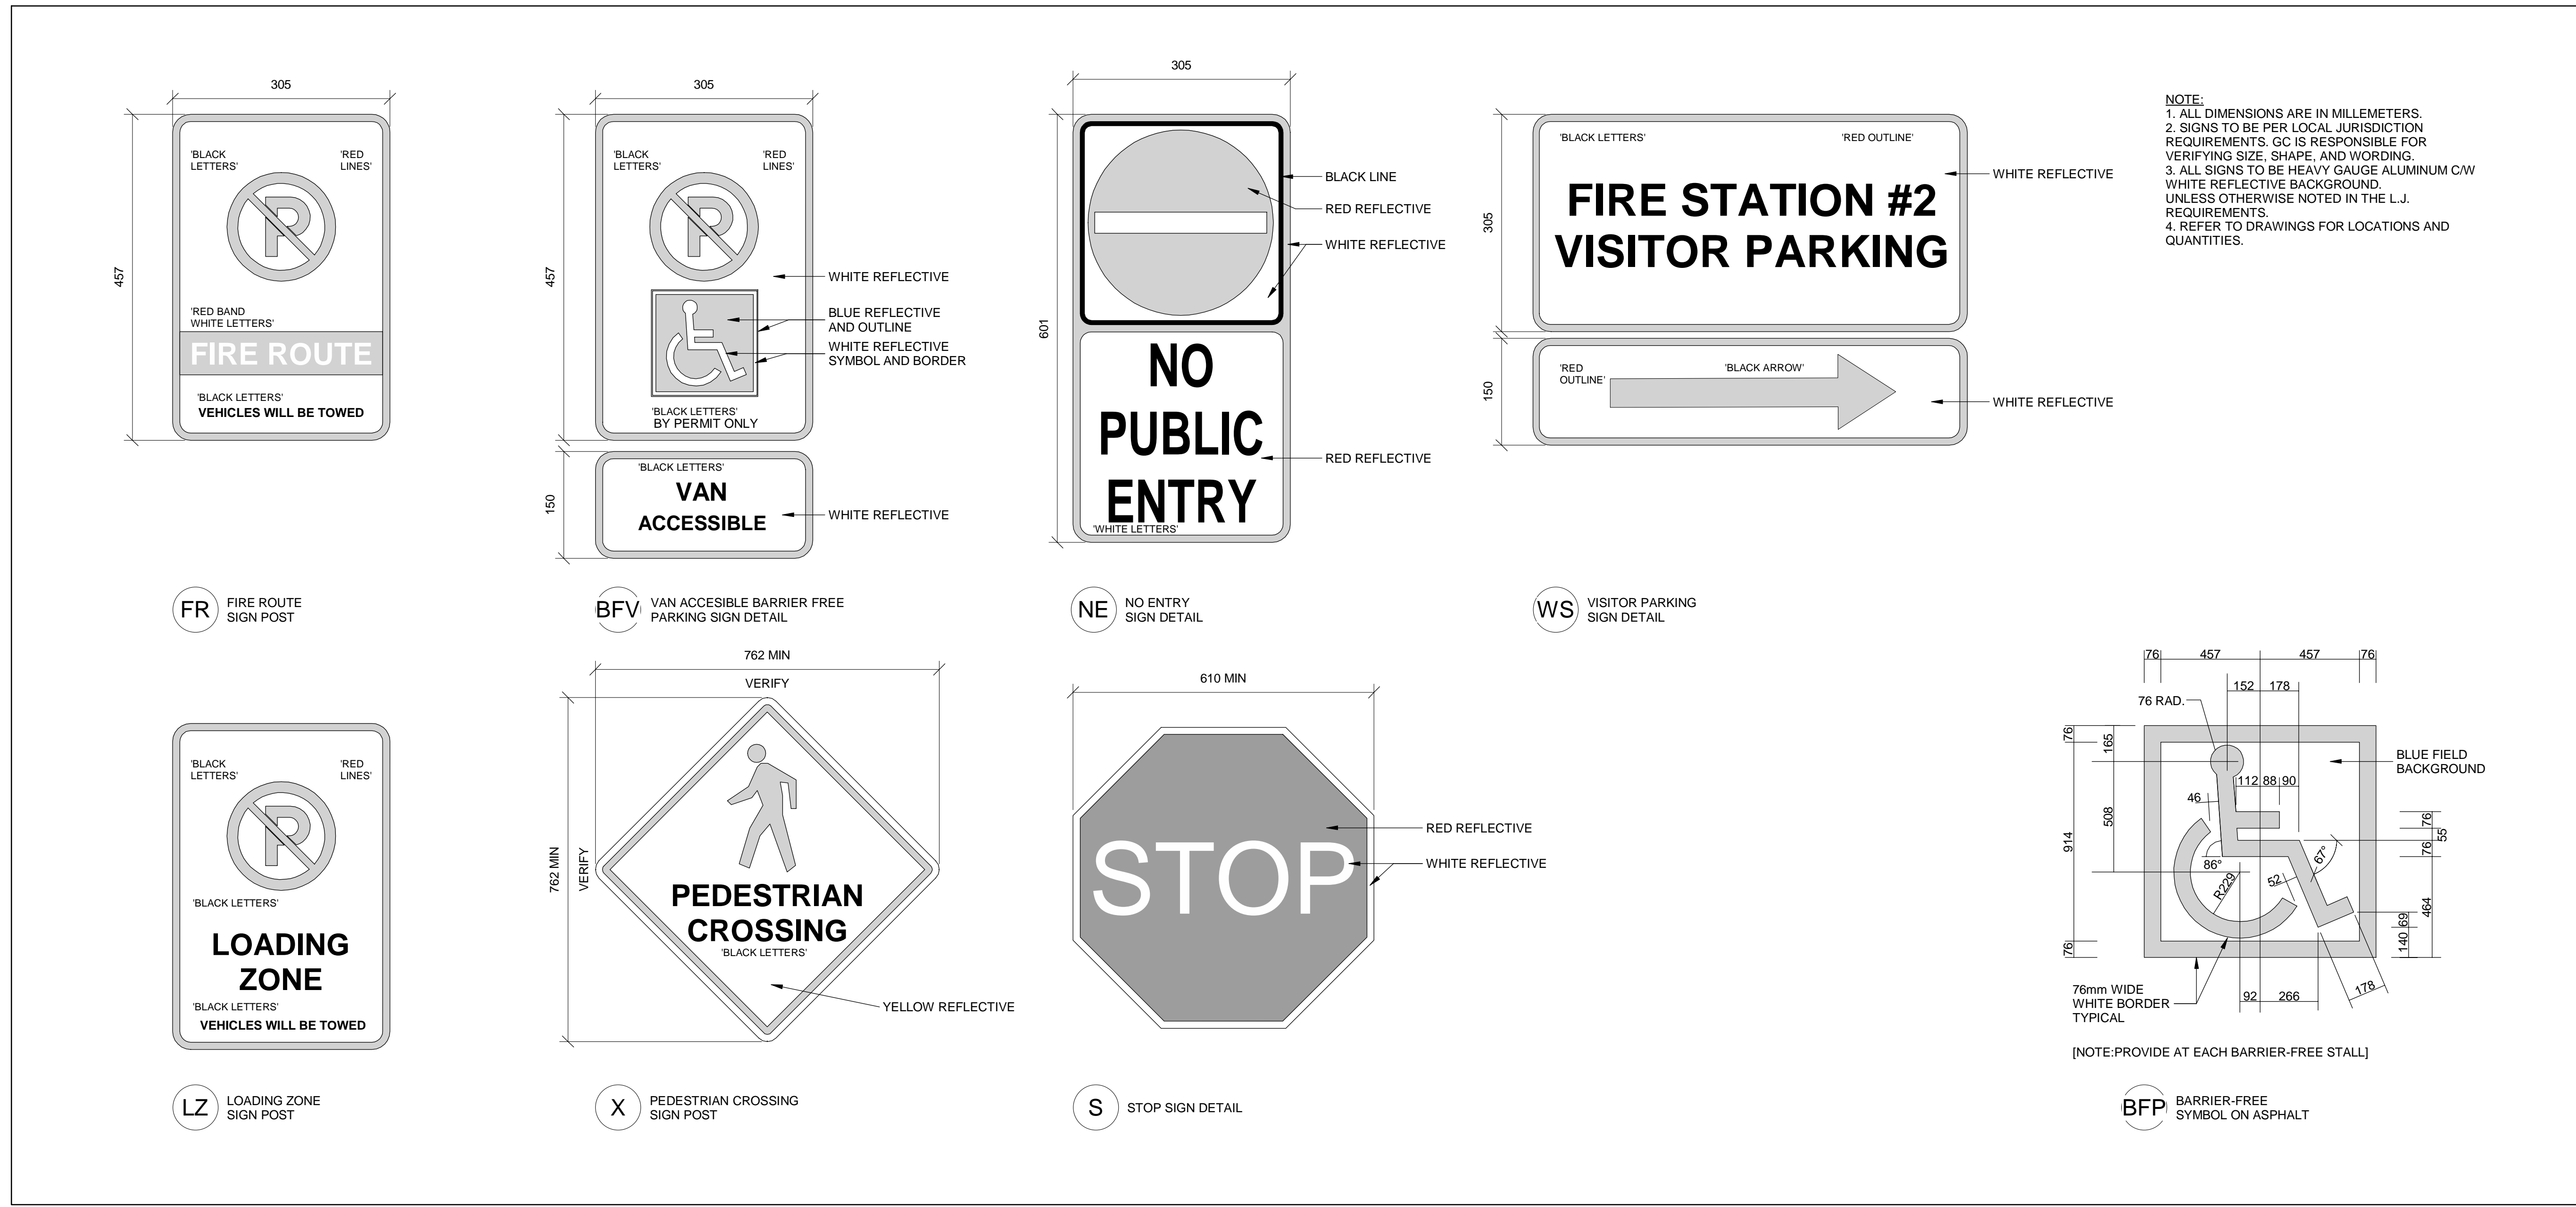 305
457
'BLACK
LETTERS'
'RED
LINES'
P
'RED BAND
WHITE LETTERS'
FIRE ROUTE
'BLACK LETTERS'
VEHICLES WILL BE TOWED
FR
FIRE ROUTE
SIGN POST
305
457
150
'BLACK
LETTERS'
'RED
LINES'
P
WHITE REFLECTIVE
BLUE REFLECTIVE
AND OUTLINE
WHITE REFLECTIVE
SYMBOL AND BORDER
'BLACK LETTERS'
BY PERMIT ONLY
'BLACK LETTERS'
VAN
ACCESSIBLE
WHITE REFLECTIVE
BFV
VAN ACCESIBLE BARRIER FREE
PARKING SIGN DETAIL
305
601
BLACK LINE
RED REFLECTIVE
WHITE REFLECTIVE
NO
PUBLIC
ENTRY
'WHITE LETTERS'
RED REFLECTIVE
NE
NO ENTRY
SIGN DETAIL
305
150
'BLACK LETTERS'
'RED OUTLINE'
FIRE STATION #2
VISITOR PARKING
WHITE REFLECTIVE
'RED
OUTLINE'
'BLACK ARROW'
WHITE REFLECTIVE
WS
VISITOR PARKING
SIGN DETAIL
NOTE:
1. ALL DIMENSIONS ARE IN MILLEMETERS.
2. SIGNS TO BE PER LOCAL JURISDICTION
REQUIREMENTS. GC IS RESPONSIBLE FOR
VERIFYING SIZE, SHAPE, AND WORDING.
3. ALL SIGNS TO BE HEAVY GAUGE ALUMINUM C/W
WHITE REFLECTIVE BACKGROUND.
UNLESS OTHERWISE NOTED IN THE L.J.
REQUIREMENTS.
4. REFER TO DRAWINGS FOR LOCATIONS AND
QUANTITIES.
'BLACK
LETTERS'
'RED
LINES'
P
'BLACK LETTERS'
LOADING
ZONE
'BLACK LETTERS'
VEHICLES WILL BE TOWED
LZ
LOADING ZONE
SIGN POST
762 MIN
VERIFY
762 MIN
VERIFY
PEDESTRIAN
CROSSING
'BLACK LETTERS'
YELLOW REFLECTIVE
X
PEDESTRIAN CROSSING
SIGN POST
610 MIN
STOP
RED REFLECTIVE
WHITE REFLECTIVE
S
STOP SIGN DETAIL
76 457 457 76
152 178
76 RAD.
76
165
BLUE FIELD
BACKGROUND
112 88 90
46
508
914
76
55
76
86°
67°
R229
52
464
69
140
76
92 266
178
76mm WIDE
WHITE BORDER
TYPICAL
[NOTE:PROVIDE AT EACH BARRIER-FREE STALL]
BFP
BARRIER-FREE
SYMBOL ON ASPHALT